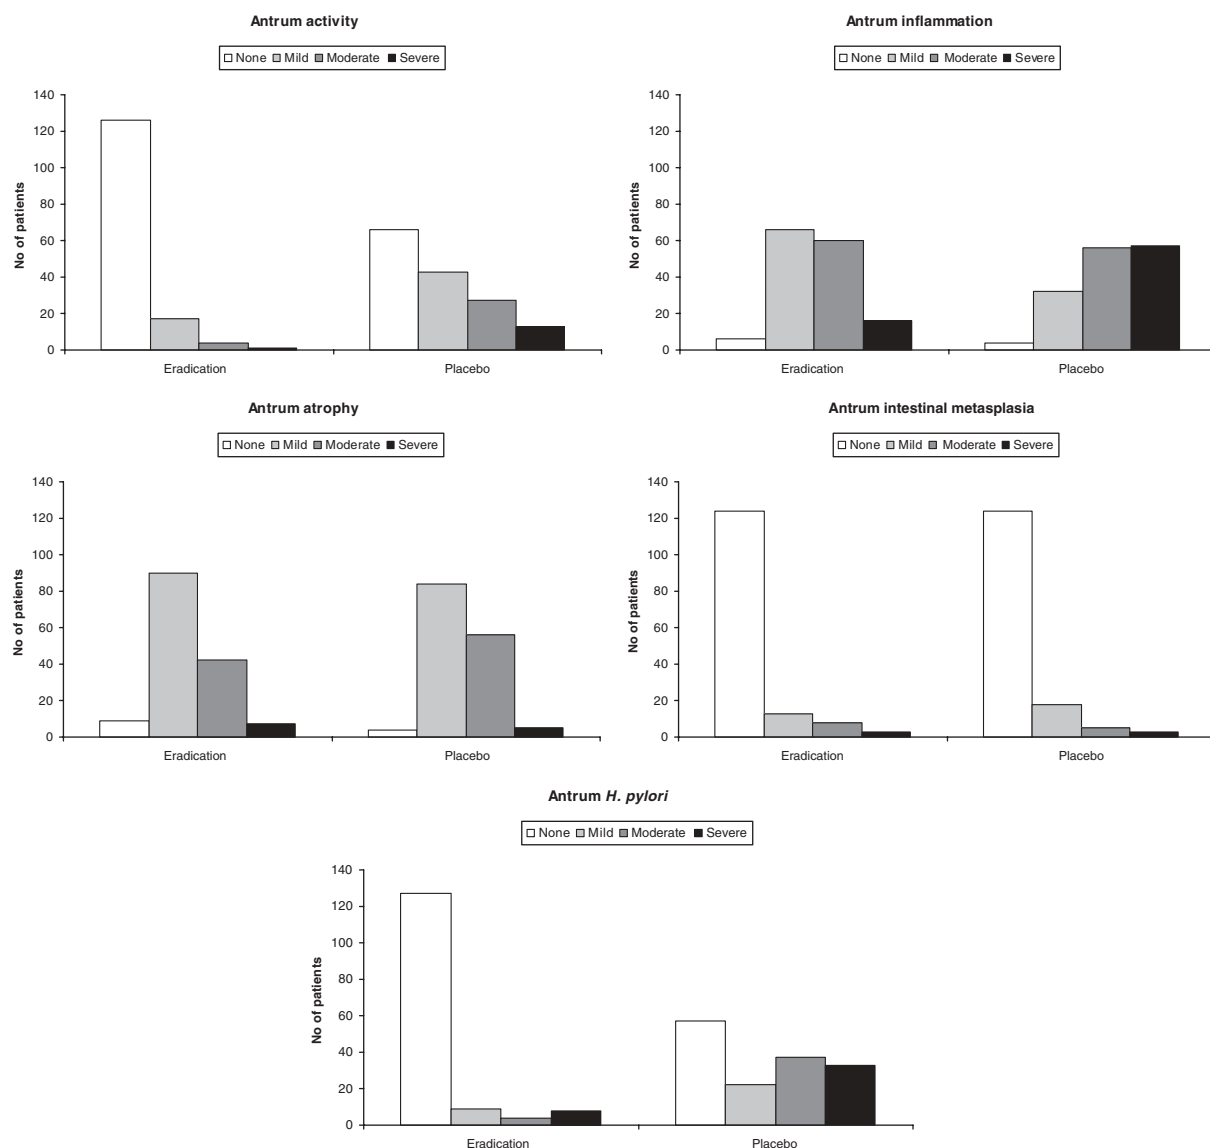 Antrum activity
None Mild Moderate Severe
140
120
100
80
60
40
20
0
No of patients
Eradication Placebo
Antrum inflammation
None Mild Moderate Severe
140
120
100
80
60
40
20
0
No of patients
Eradication Placebo
Antrum atrophy
None Mild Moderate Severe
140
120
100
80
60
40
20
0
No of patients
Eradication Placebo
Antrum intestinal metasplasia
None Mild Moderate Severe
140
120
100
80
60
40
20
0
No of patients
Eradication Placebo
Antrum H. pylori
None Mild Moderate Severe
140
120
100
80
60
40
20
0
No of patients
Eradication Placebo